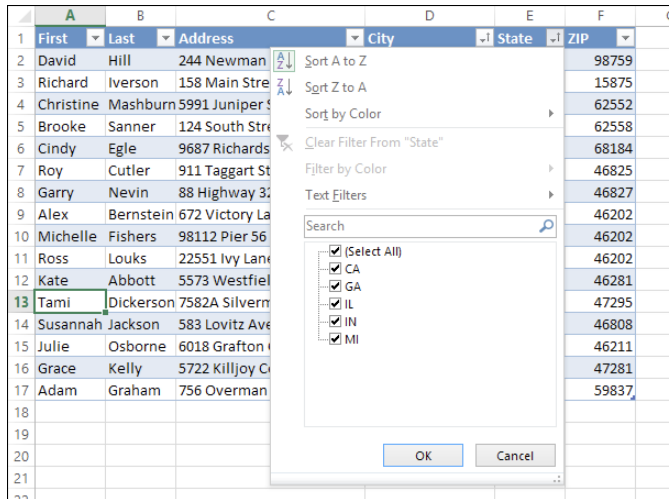 A B C D E F
1 First Last Address City State ZIP
2 David Hill 244 Newman 98759
3 Richard Iverson 158 Main Stre 15875
4 Christine Mashburn 5991 Juniper S 62552
5 Brooke Sanner 124 South Stre 62558
6 Cindy Egle 9687 Richards 68184
7 Roy Cutler 911 Taggart St 46825
8 Garry Nevin 88 Highway 32 46827
9 Alex Bernstein 672 Victory La 46202
10 Michelle Fishers 98112 Pier 56 46202
11 Ross Louks 22551 Ivy Lane 46202
12 Kate Abbott 5573 Westfiel 46281
13 Tami Dickerson 7582A Silverm 47295
14 Susannah Jackson 583 Lovitz Ave 46808
15 Julie Osborne 6018 Grafton 46211
16 Grace Kelly 5722 Killjoy Co 47281
17 Adam Graham 756 Overman 59837
18
19
20
21
Sort A to Z
Sort Z to A
Sort by Color
Clear Filter From "State"
Filter by Color
Text Filters
Search
(Select All)
CA
GA
IL
IN
MI
OK Cancel